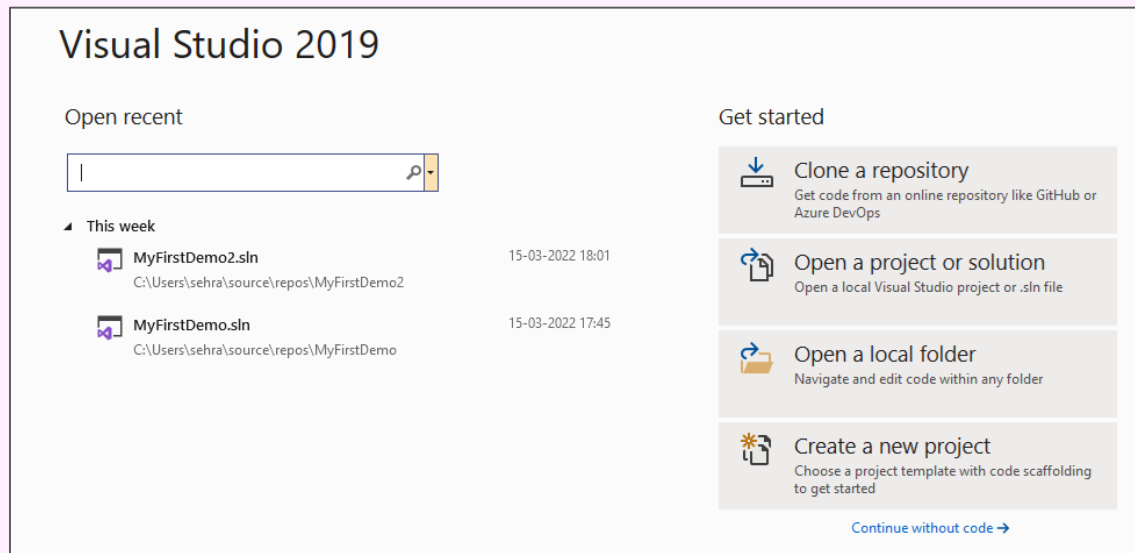 Visual Studio 2019
Open recent
This week
MyFirstDemo2.sln 15-03-2022 18:01
C:\Users\sehra\source\repos\MyFirstDemo2
MyFirstDemo.sln 15-03-2022 17:45
C:\Users\sehra\source\repos\MyFirstDemo
Get started
Clone a repository
Get code from an online repository like GitHub or
Azure DevOps
Open a project or solution
Open a local Visual Studio project or .sln file
Open a local folder
Navigate and edit code within any folder
Create a new project
Choose a project template with code scaffolding
to get started
Continue without code →